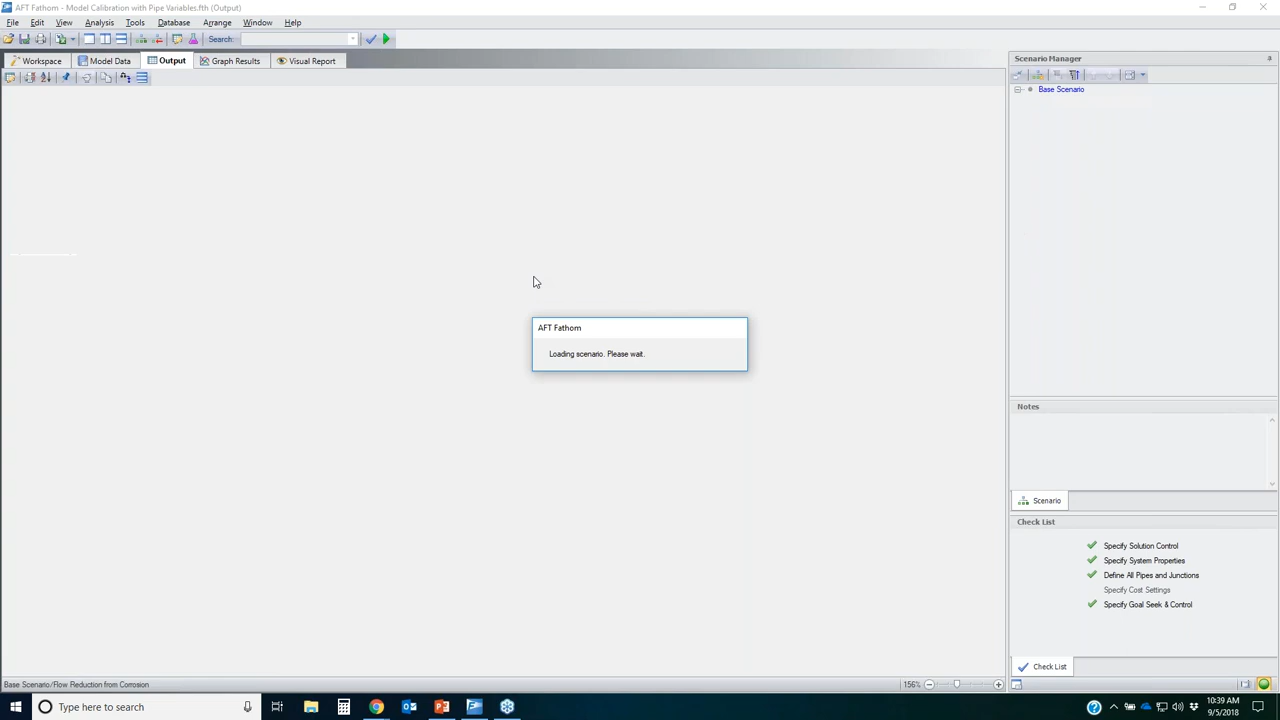 AFT Fathom - Model Calibration with Pipe Variables.fth (Output)
File Edit View Analysis Tools Database Arrange Window Help
Search:
Workspace Model Data Output Graph Results Visual Report
Scenario Manager
Base Scenario
AFT Fathom
Loading scenario. Please wait.
Notes
Scenario
Check List
Specify Solution Control
Specify System Properties
Define All Pipes and Junctions
Specify Cost Settings
Specify Goal Seek & Control
Check List
Base Scenario/Flow Reduction from Corrosion
156%
Type here to search
10:39 AM
9/5/2018